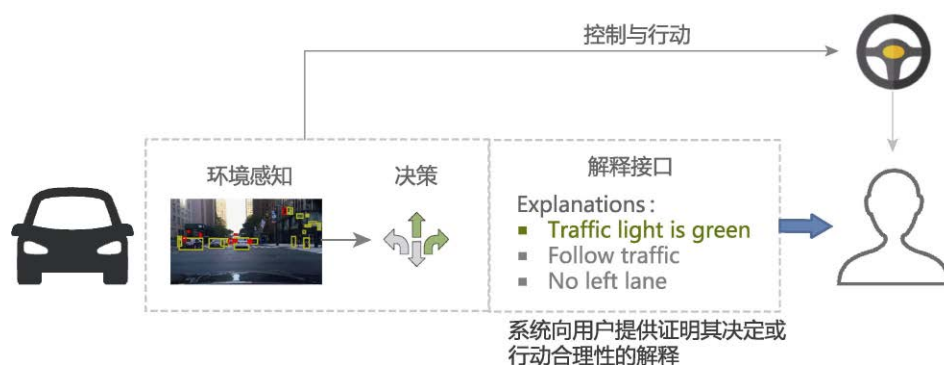 控制与行动
环境感知
决策
解释接口
Explanations:
▪ Traffic light is green
▪ Follow traffic
▪ No left lane
系统向用户提供证明其决定或
行动合理性的解释